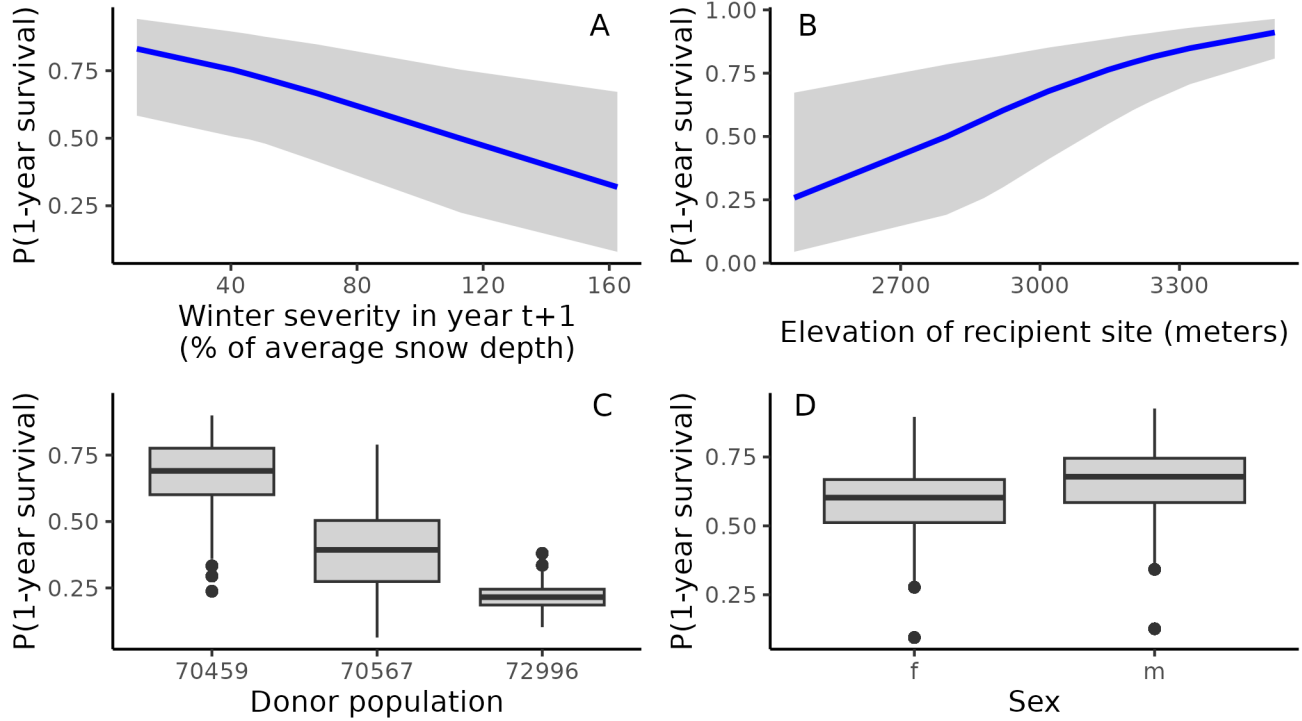 A
P(1-year survival)
0.75
0.50
0.25
40 80 120 160
Winter severity in year t+1
(% of average snow depth)
B
P(1-year survival)
1.00
0.75
0.50
0.25
0.00
2700 3000 3300
Elevation of recipient site (meters)
C
P(1-year survival)
0.75
0.50
0.25
70459 70567 72996
Donor population
D
P(1-year survival)
0.75
0.50
0.25
f m
Sex